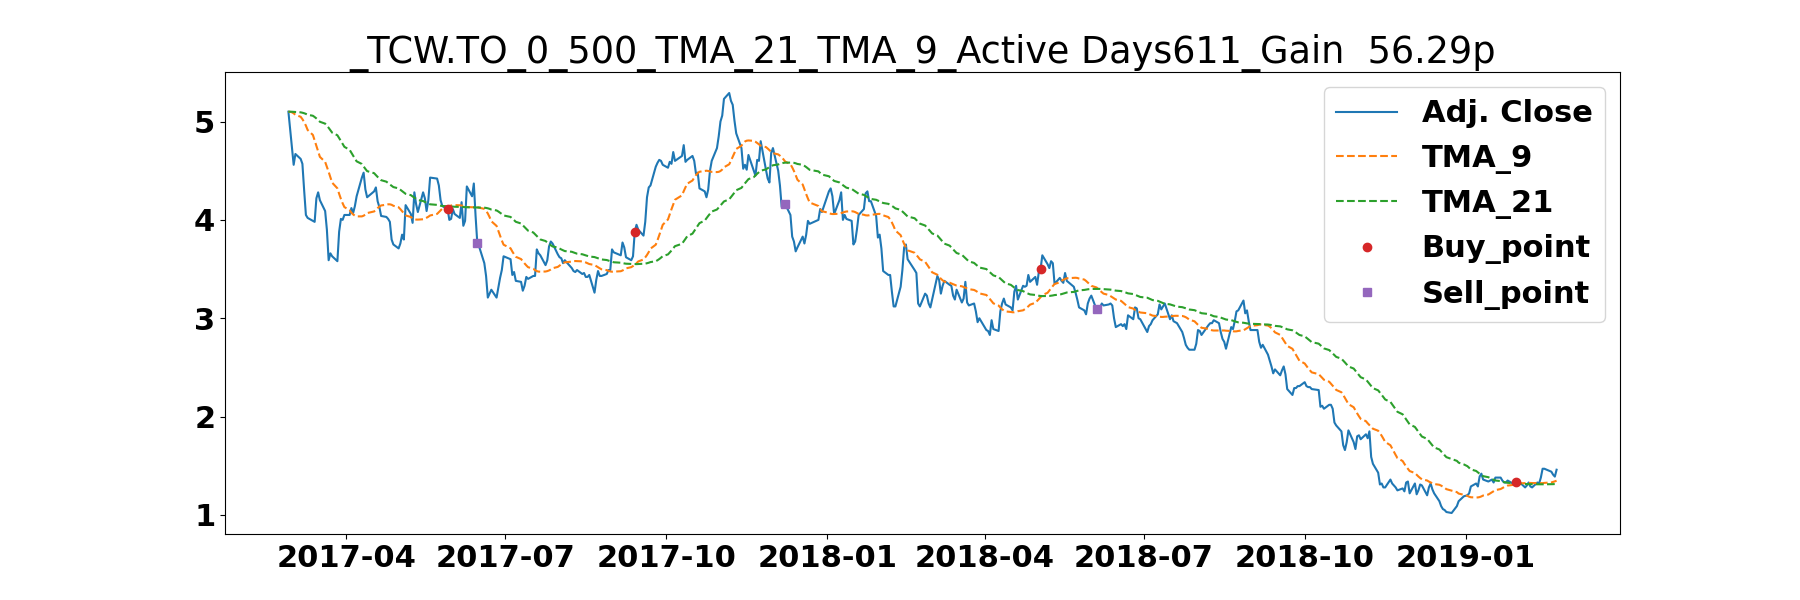 _TCW.TO_0_500_TMA_21_TMA_9_Active Days611_Gain  56.29p
Adj. Close
TMA_9
TMA_21
Buy_point
Sell_point
5
4
3
2
1
2017-04 2017-07 2017-10 2018-01 2018-04 2018-07 2018-10 2019-01